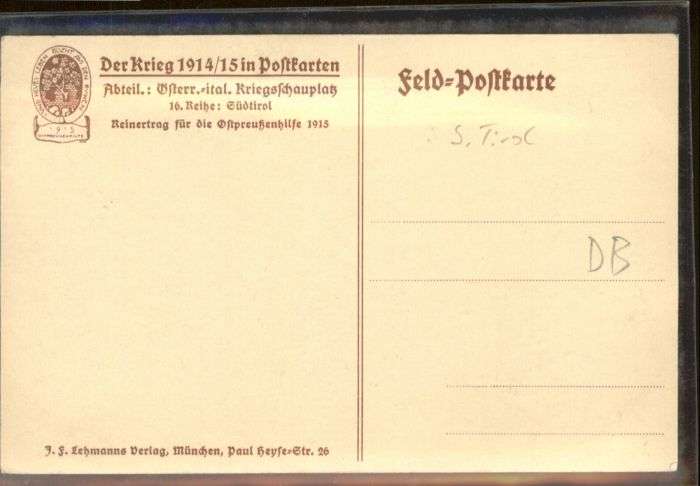 Der Krieg 1914/15 in Postkarten
Abteil.: Österr.-ital. Kriegsschauplatz
16. Reihe: Südtirol
Reinertrag für die Ostpreußenhilfe 1915
Feld-Postkarte
S. Tirol
DB
J. F. Lehmanns Verlag, München, Paul Heyse-Str. 26